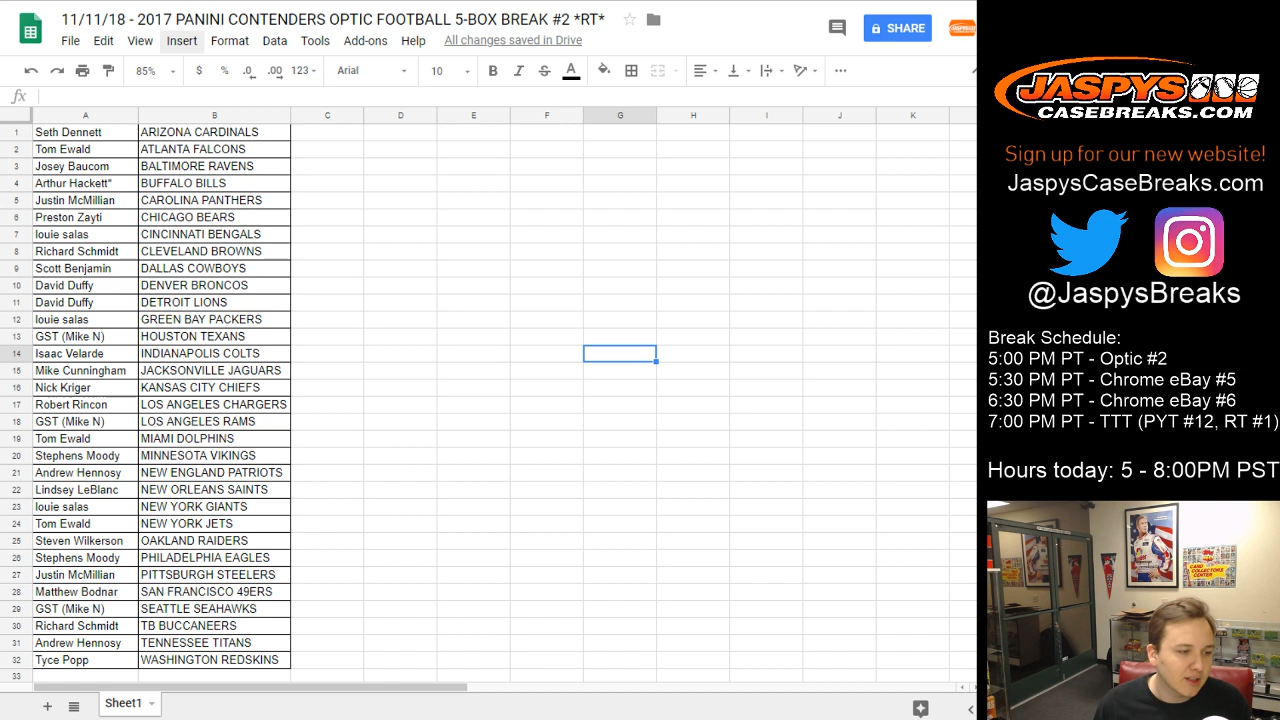 11/11/18 - 2017 PANINI CONTENDERS OPTIC FOOTBALL 5-BOX BREAK #2 *RT*
File Edit View Insert Format Data Tools Add-ons Help All changes saved in Drive
SHARE
85% $ % .0 .00 123 Arial 10 B I S A
fx
A B C D E F G H I J K
1 Seth Dennett ARIZONA CARDINALS
2 Tom Ewald ATLANTA FALCONS
3 Josey Baucom BALTIMORE RAVENS
4 Arthur Hackett" BUFFALO BILLS
5 Justin McMillian CAROLINA PANTHERS
6 Preston Zayti CHICAGO BEARS
7 louie salas CINCINNATI BENGALS
8 Richard Schmidt CLEVELAND BROWNS
9 Scott Benjamin DALLAS COWBOYS
10 David Duffy DENVER BRONCOS
11 David Duffy DETROIT LIONS
12 louie salas GREEN BAY PACKERS
13 GST (Mike N) HOUSTON TEXANS
14 Isaac Velarde INDIANAPOLIS COLTS
15 Mike Cunningham JACKSONVILLE JAGUARS
16 Nick Kriger KANSAS CITY CHIEFS
17 Robert Rincon LOS ANGELES CHARGERS
18 GST (Mike N) LOS ANGELES RAMS
19 Tom Ewald MIAMI DOLPHINS
20 Stephens Moody MINNESOTA VIKINGS
21 Andrew Hennosy NEW ENGLAND PATRIOTS
22 Lindsey LeBlanc NEW ORLEANS SAINTS
23 louie salas NEW YORK GIANTS
24 Tom Ewald NEW YORK JETS
25 Steven Wilkerson OAKLAND RAIDERS
26 Stephens Moody PHILADELPHIA EAGLES
27 Justin McMillian PITTSBURGH STEELERS
28 Matthew Bodnar SAN FRANCISCO 49ERS
29 GST (Mike N) SEATTLE SEAHAWKS
30 Richard Schmidt TB BUCCANEERS
31 Andrew Hennosy TENNESSEE TITANS
32 Tyce Popp WASHINGTON REDSKINS
33
Sheet1
JASPYS
CASEBREAKS.COM
Sign up for our new website!
JaspysCaseBreaks.com
@JaspysBreaks
Break Schedule:
5:00 PM PT - Optic #2
5:30 PM PT - Chrome eBay #5
6:30 PM PT - Chrome eBay #6
7:00 PM PT - TTT (PYT #12, RT #1)
Hours today: 5 - 8:00PM PST
CARD
COLLECTORS
CENTER